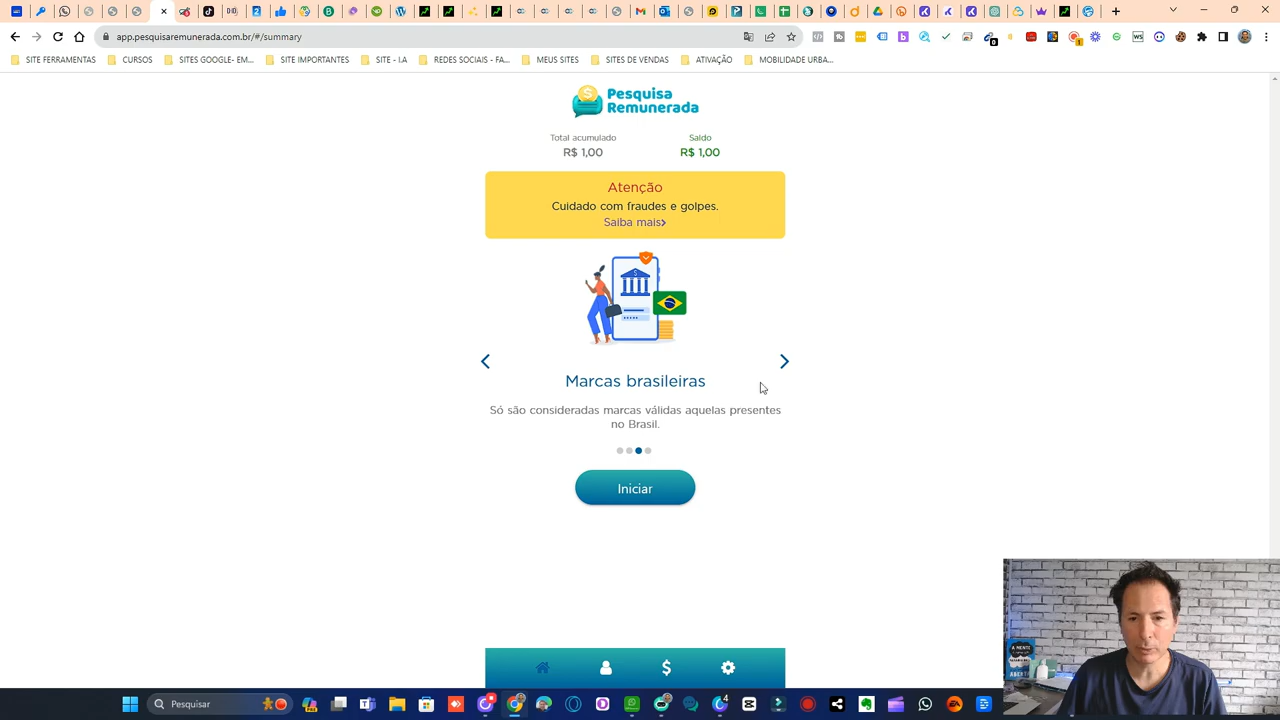 app.pesquisaremunerada.com.br/#/summary
SITE FERRAMENTAS
CURSOS
SITES GOOGLE- EM...
SITE IMPORTANTES
SITE - I.A
REDES SOCIAIS - FA...
MEUS SITES
SITES DE VENDAS
ATIVAÇÃO
MOBILIDADE URBA...
Pesquisa
Remunerada
Total acumulado
Saldo
R$ 1,00
R$ 1,00
Atenção
Cuidado com fraudes e golpes.
Saiba mais>
Marcas brasileiras
Só são consideradas marcas válidas aquelas presentes
no Brasil.
Iniciar
A MENTE
Pesquisar